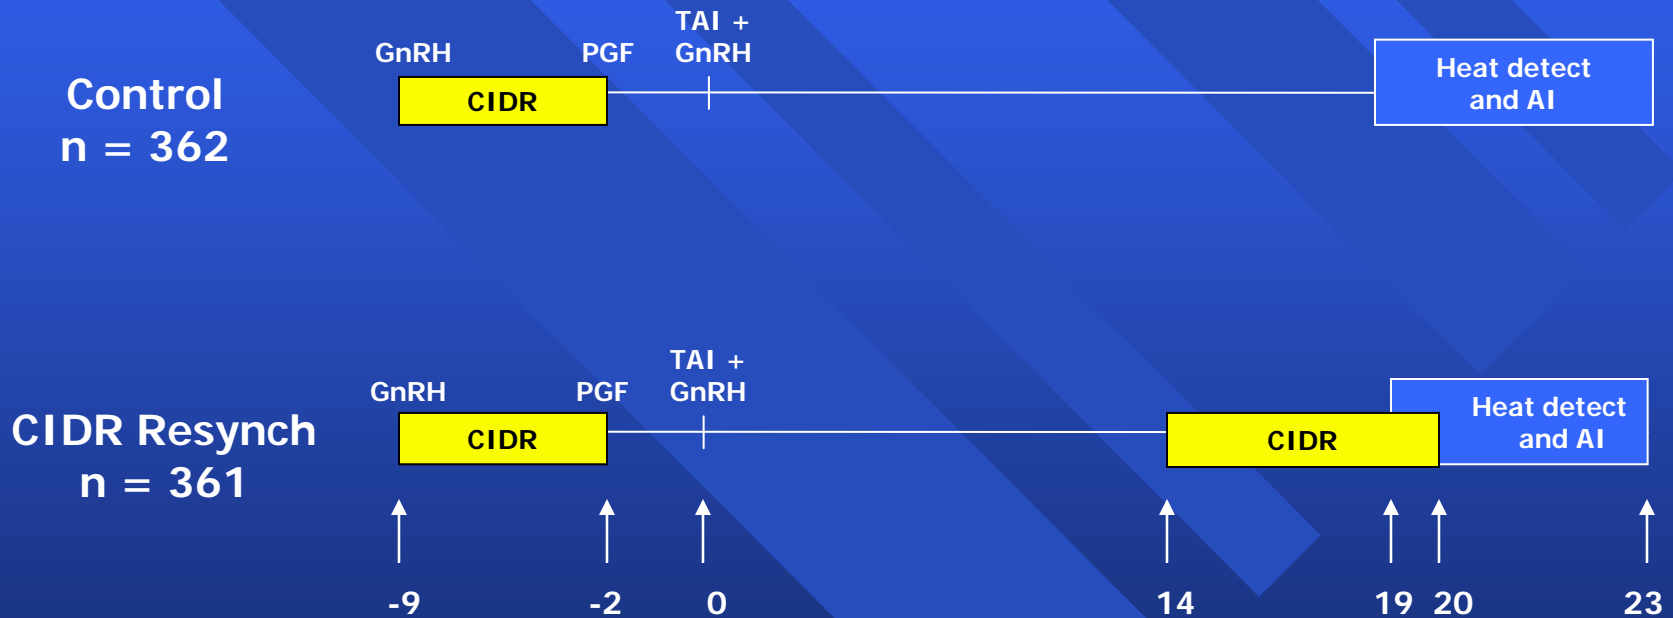 TAI +
GnRH PGF GnRH
Control
n = 362
CIDR
Heat detect
and AI
TAI +
GnRH PGF GnRH
CIDR Resynch
n = 361
CIDR
CIDR
Heat detect
and AI
-9 -2 0 14 19 20 23